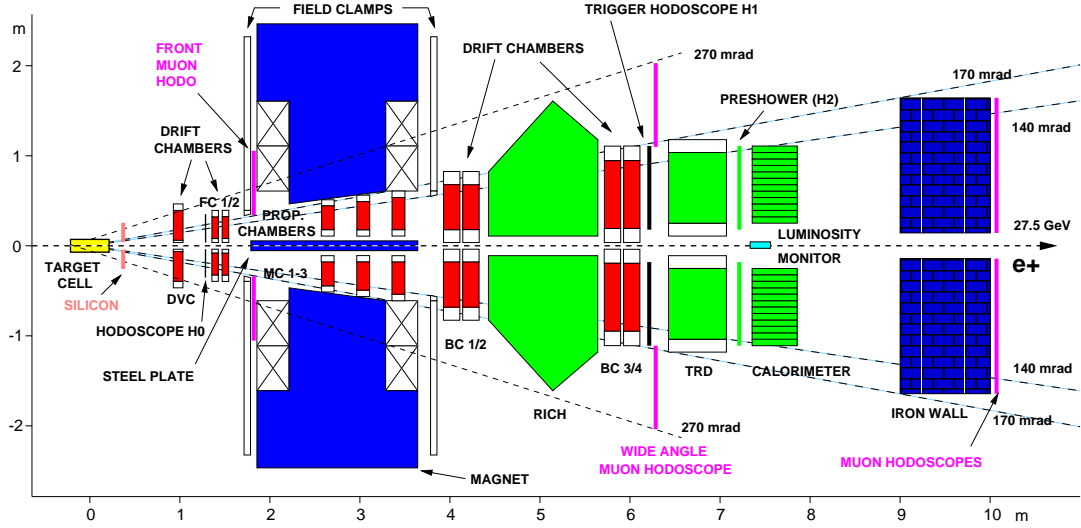 FIELD CLAMPS
TRIGGER HODOSCOPE H1
m
2
1
0
-1
-2
FRONT
MUON
HODO
DRIFT CHAMBERS
270 mrad
170 mrad
PRESHOWER (H2)
140 mrad
DRIFT
CHAMBERS
FC 1/2
PROP.
CHAMBERS
27.5 GeV
LUMINOSITY
MONITOR
e+
TARGET
CELL
SILICON
DVC
MC 1-3
HODOSCOPE H0
STEEL PLATE
BC 1/2
BC 3/4
TRD
CALORIMETER
RICH
IRON WALL
140 mrad
170 mrad
270 mrad
WIDE ANGLE
MUON HODOSCOPE
MUON HODOSCOPES
MAGNET
0 1 2 3 4 5 6 7 8 9 10 m